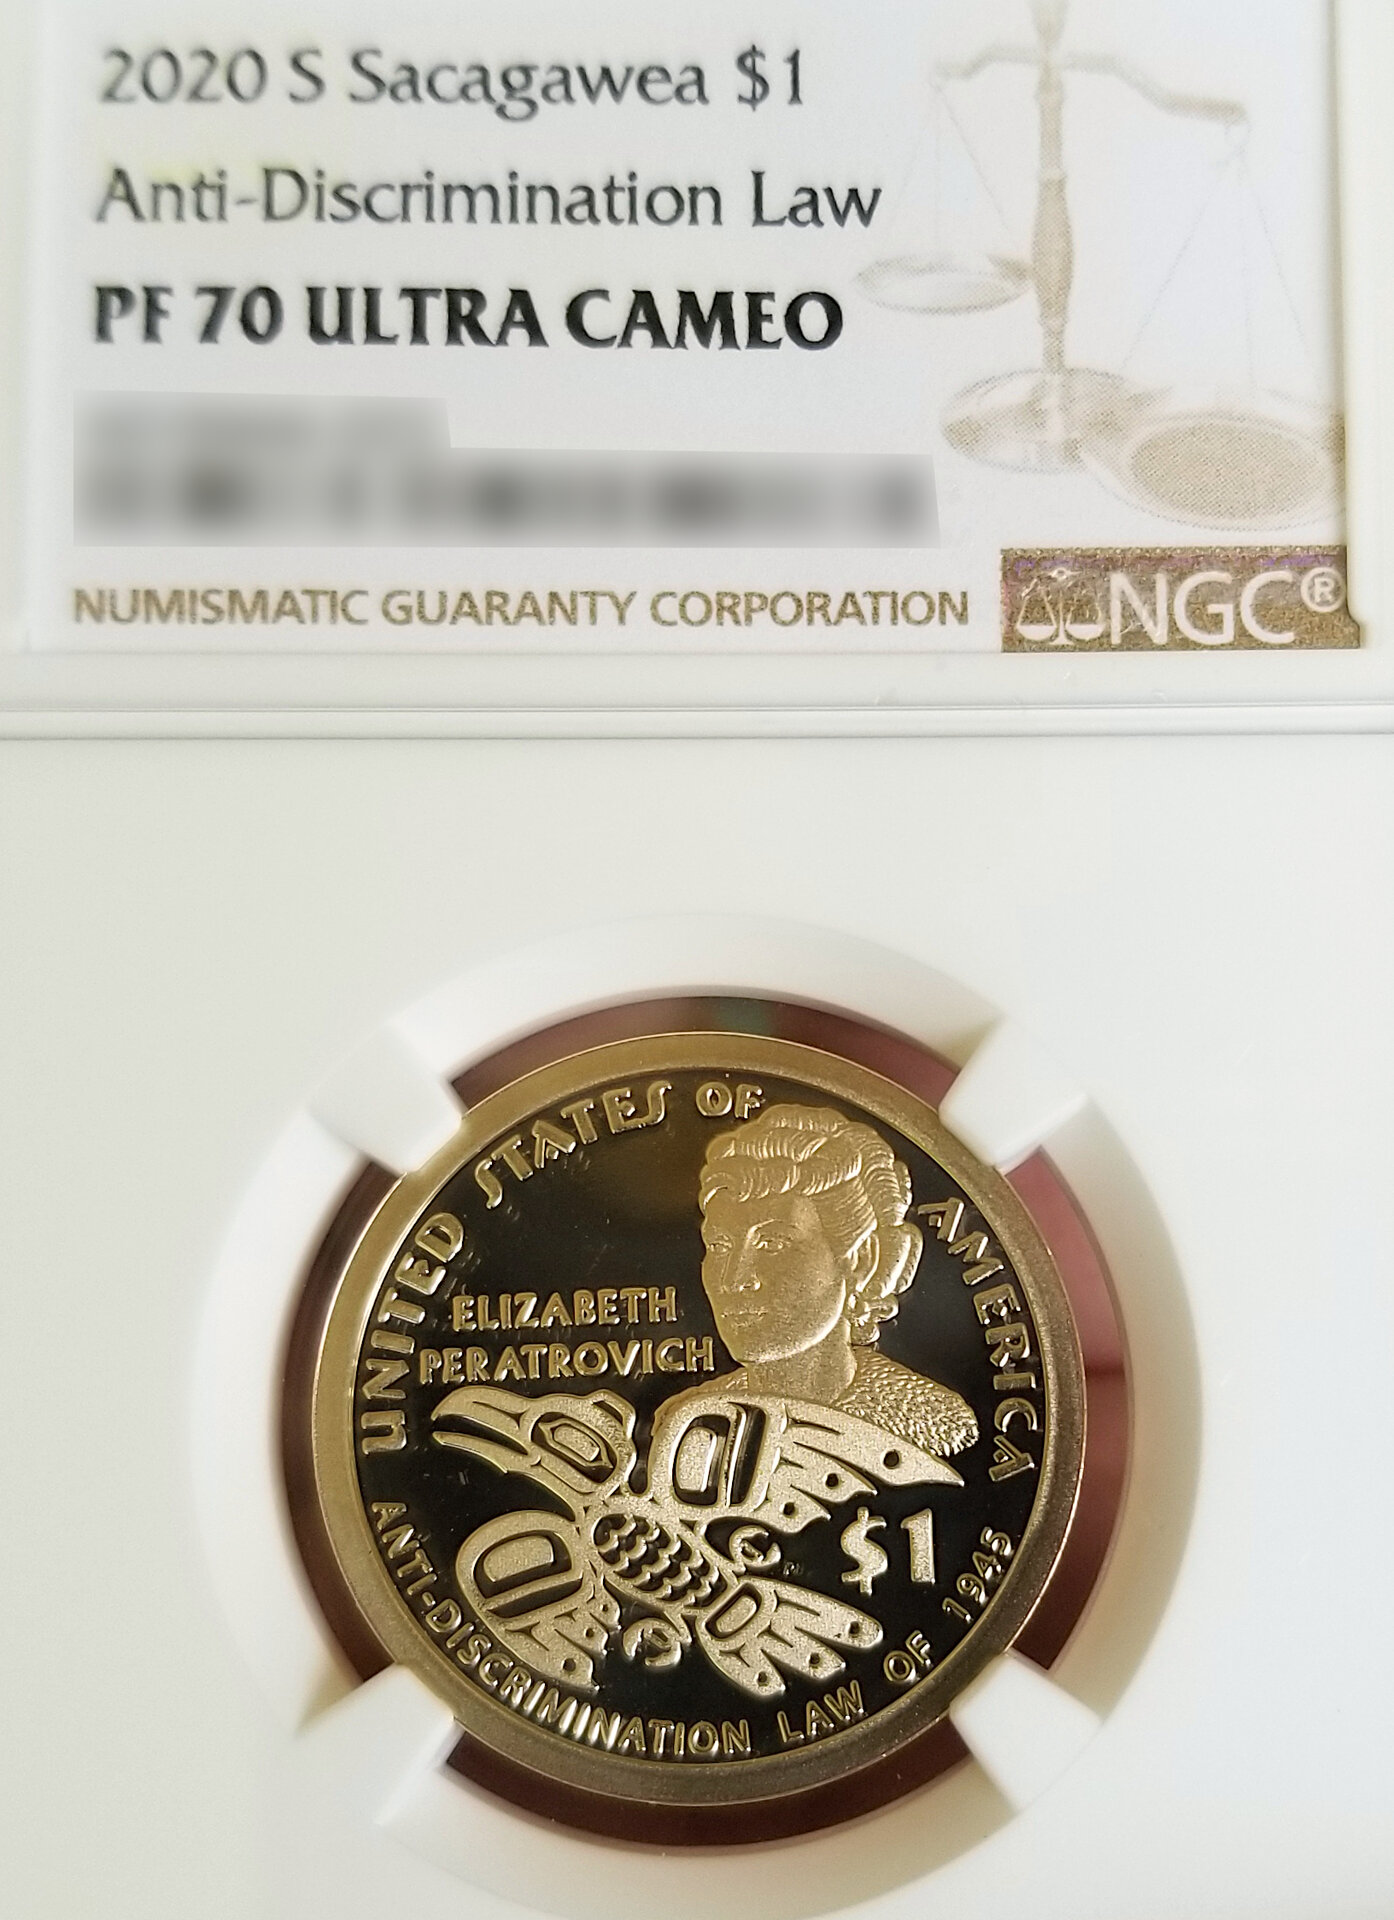 2020 S Sacagawea $1
Anti-Discrimination Law
PF 70 ULTRA CAMEO
NUMISMATIC GUARANTY CORPORATION
NGC®
UNITED STATES OF AMERICA
ELIZABETH
PERATROVICH
$1
ANTI-DISCRIMINATION LAW OF 1945